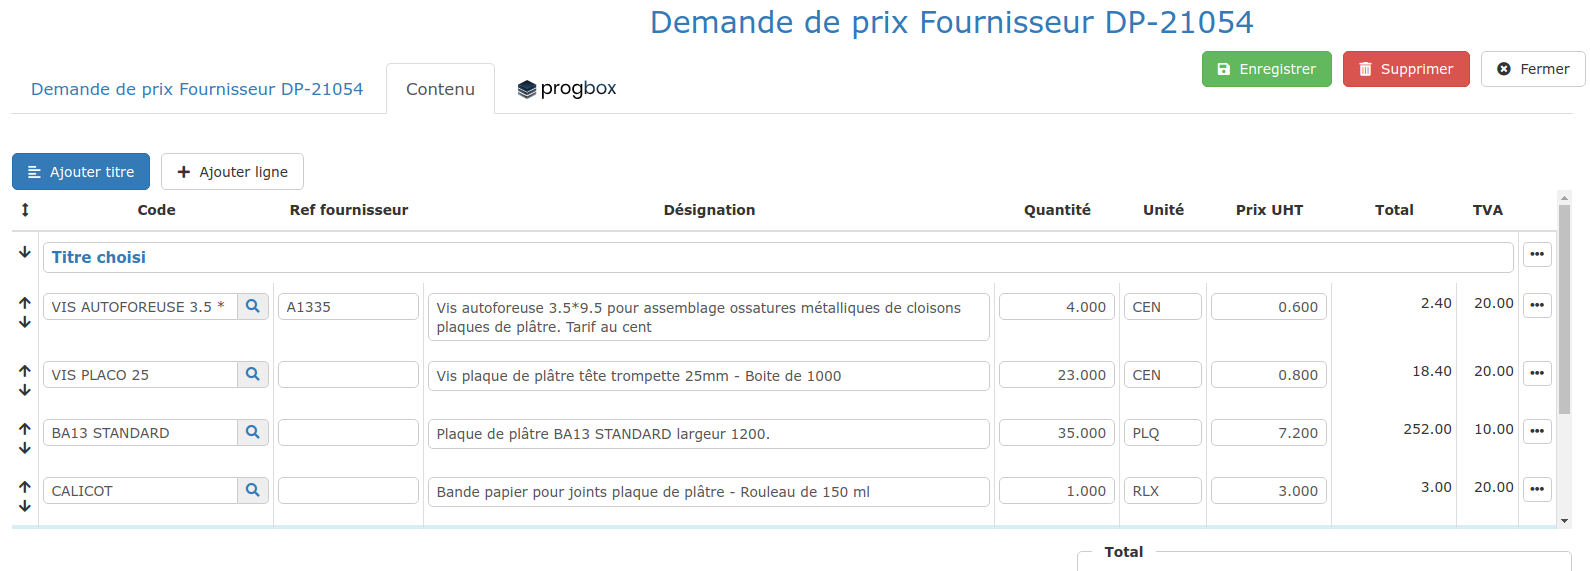 Demande de prix Fournisseur DP-21054
Enregistrer Supprimer Fermer
Demande de prix Fournisseur DP-21054 Contenu progbox
Ajouter titre Ajouter ligne
Code Ref fournisseur Désignation Quantité Unité Prix UHT Total TVA
Titre choisi
VIS AUTOFOREUSE 3.5 * A1335 Vis autoforeuse 3.5*9.5 pour assemblage ossatures métalliques de cloisons 4.000 CEN 0.600 2.40 20.00
plaques de plâtre. Tarif au cent
VIS PLACO 25 Vis plaque de plâtre tête trompette 25mm - Boite de 1000 23.000 CEN 0.800 18.40 20.00
BA13 STANDARD Plaque de plâtre BA13 STANDARD largeur 1200. 35.000 PLQ 7.200 252.00 10.00
CALICOT Bande papier pour joints plaque de plâtre - Rouleau de 150 ml 1.000 RLX 3.000 3.00 20.00
Total